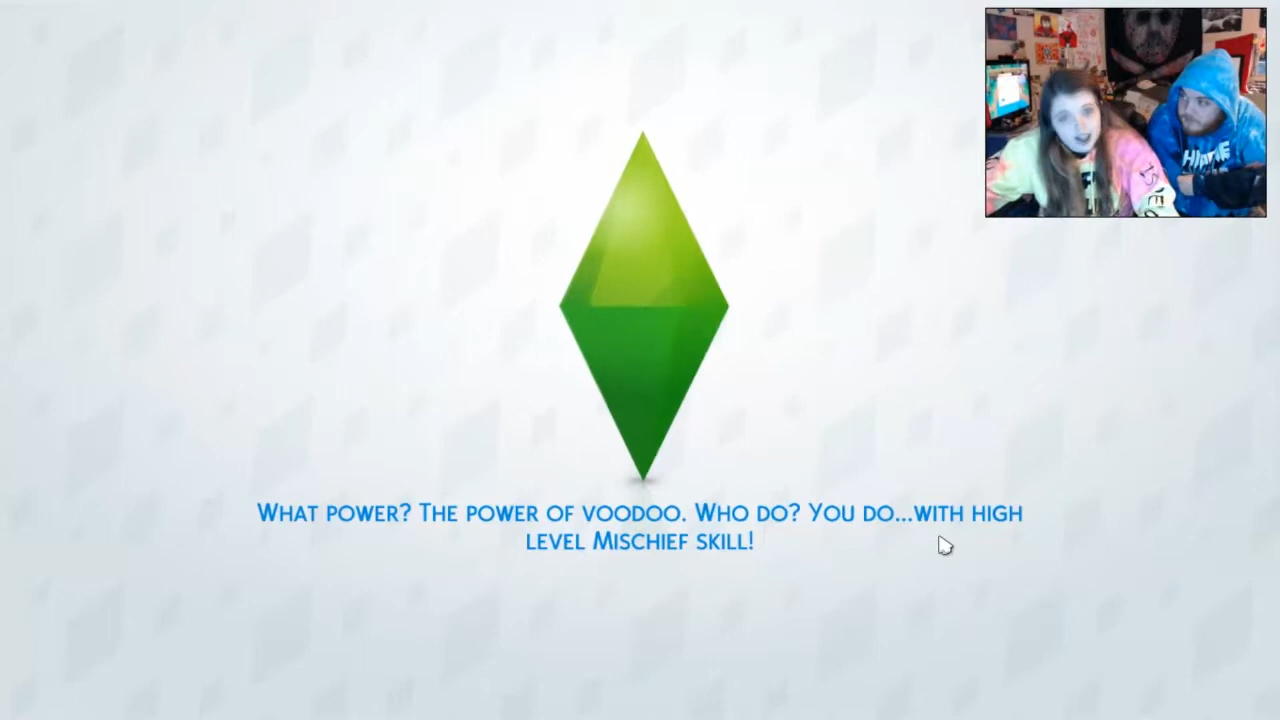 What power? The power of voodoo. Who do? You do...with high
level Mischief skill!